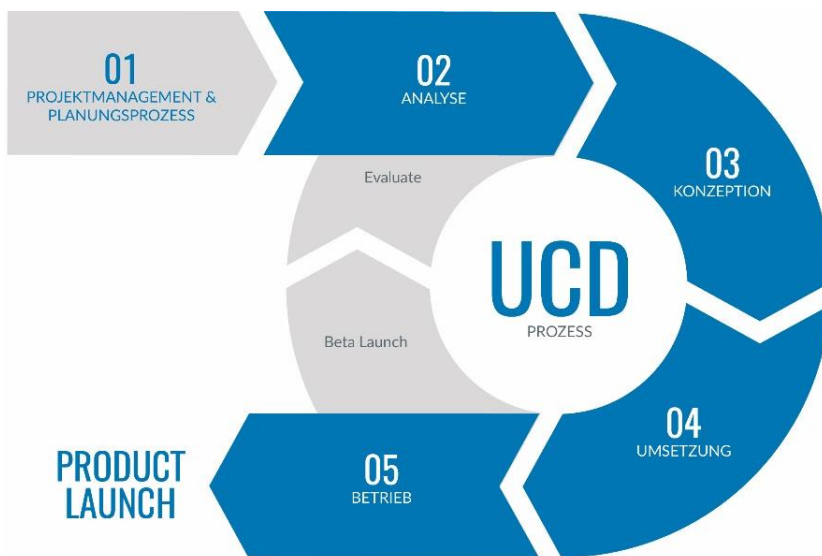 01
PROJEKTMANAGEMENT &
PLANUNGSPROZESS
02
ANALYSE
03
KONZEPTION
Evaluate
UCD
PROZESS
Beta Launch
04
UMSETZUNG
05
BETRIEB
PRODUCT
LAUNCH